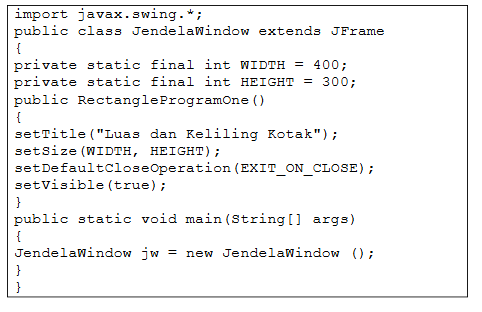 import javax.swing.*;
public class JendelaWindow extends JFrame
{
private static final int WIDTH = 400;
private static final int HEIGHT = 300;
public RectangleProgramOne()
{
setTitle("Luas dan Keliling Kotak");
setSize(WIDTH, HEIGHT);
setDefaultCloseOperation(EXIT_ON_CLOSE);
setVisible(true);
}
public static void main(String[] args)
{
JendelaWindow jw = new JendelaWindow ();
}
}